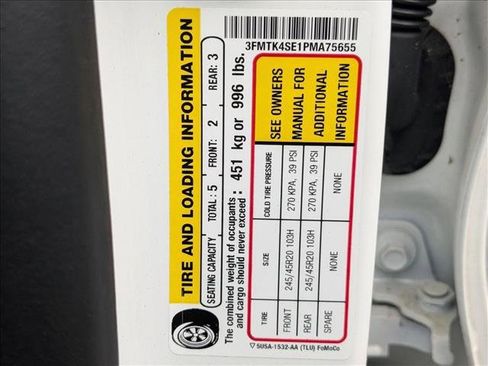 3FMTK4SE1PMA75655
TIRE AND LOADING INFORMATION
SEATING CAPACITY TOTAL: 5 FRONT: 2 REAR: 3
The combined weight of occupants
and cargo should never exceed: 451 kg or 996 lbs.
TIRE SIZE COLD TIRE PRESSURE
FRONT 245/45R20 103H 270 KPA, 39 PSI
REAR 245/45R20 103H 270 KPA, 39 PSI
SPARE NONE NONE
SEE OWNERS
MANUAL FOR
ADDITIONAL
INFORMATION
5U5A-1532-AA (TLU) FoMoCo